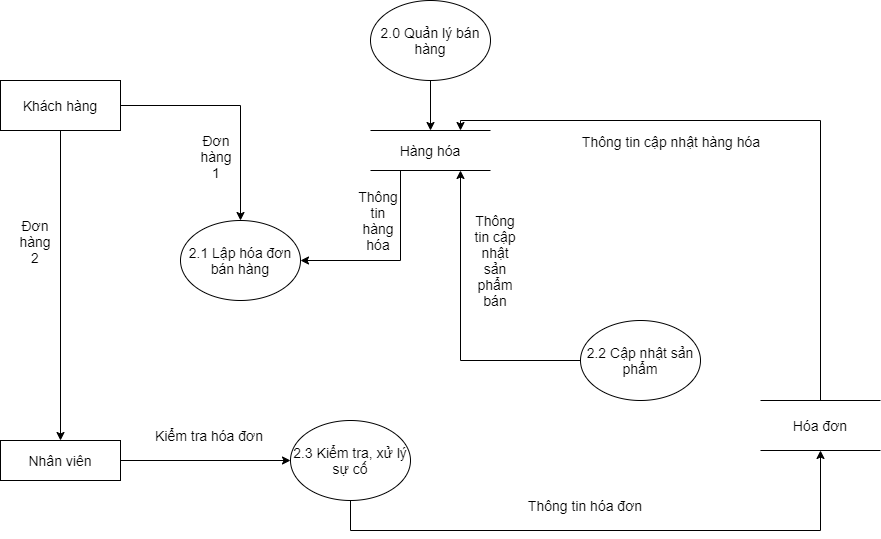 2.0 Quản lý bán
hàng
Khách hàng
Đơn
hàng
1
Hàng hóa
Thông tin cập nhật hàng hóa
Thông
tin
hàng
hóa
Đơn
hàng
2
Thông
tin cập
nhật
sản
phẩm
bán
2.1 Lập hóa đơn
bán hàng
2.2 Cập nhật sản
phẩm
Hóa đơn
Nhân viên
Kiểm tra hóa đơn
2.3 Kiểm tra, xử lý
sự cố
Thông tin hóa đơn